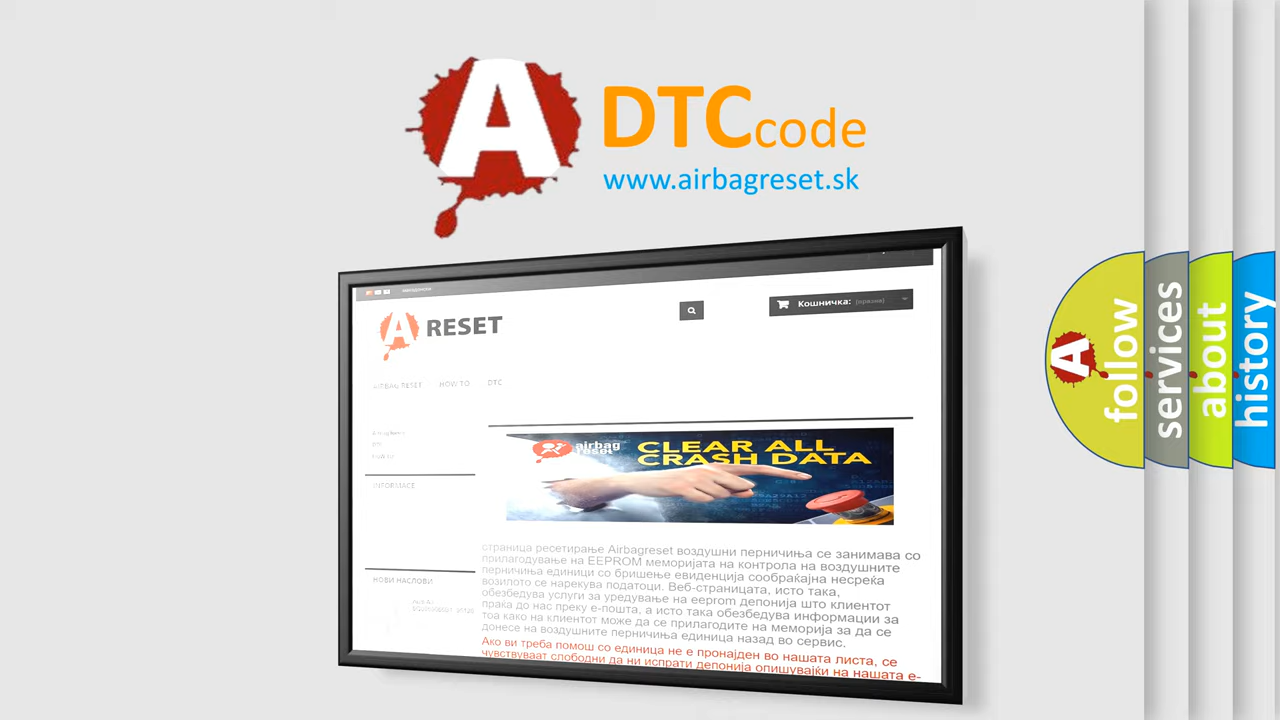 A
DTC code
www.airbagreset.sk
A RESET
Кошничка: (празни)
AIRBAG RESET HOW TO DTC
INFORMACE
НОВИ НАСЛОВИ
airbag
reset
CLEAR ALL
CRASH DATA
страница ресетирање Airbagreset воздушни перничиња се занимава со
прилагодување на EEPROM меморијата на контрола на воздушните
перничиња единици со бришење евиденција сообраќајна несреќа
возилото се нарекува податоци. Веб-страницата, исто така,
обезбедува услуги за уредување на eeprom депонија што клиентот
праќа до нас преку е-пошта, а исто така обезбедува информации за
тоа како на клиентот може да се прилагодите на меморија за да се
донесе на воздушните перничиња единица назад во сервис.
Ако ви треба помош со единица не е пронајден во нашата листа, се
чувствуваат слободни да ни испрати депонија опишувајќи на нашата е-
A follow
services
about
history